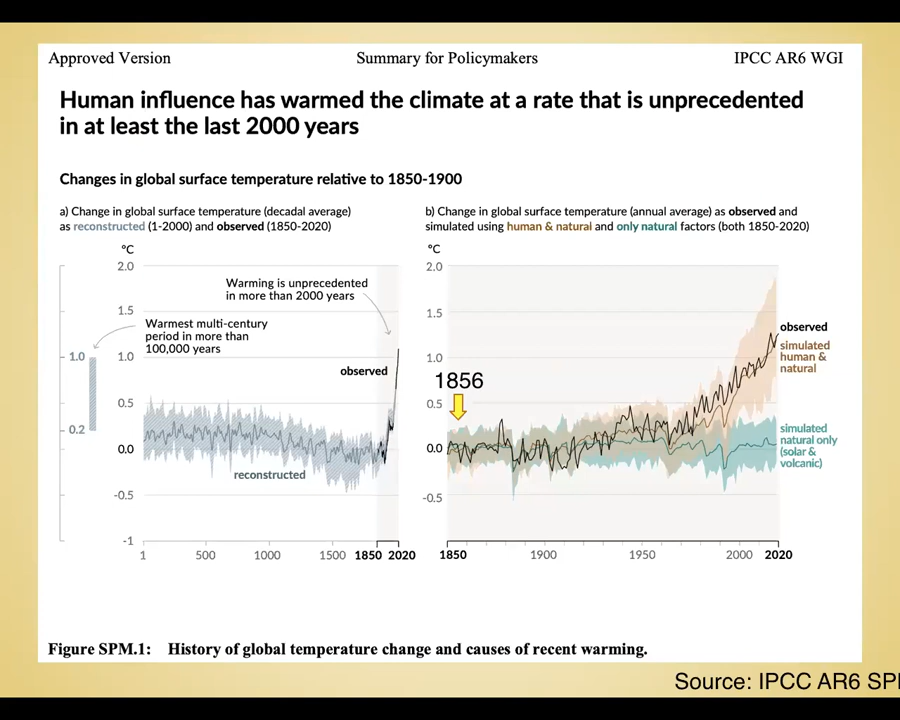 Approved Version Summary for Policymakers IPCC AR6 WGI
Human influence has warmed the climate at a rate that is unprecedented
in at least the last 2000 years
Changes in global surface temperature relative to 1850-1900
a) Change in global surface temperature (decadal average)
as reconstructed (1-2000) and observed (1850-2020)
°C
2.0
1.5
1.0
0.5
0.0
-0.5
-1
1.0
0.2
Warming is unprecedented
in more than 2000 years
Warmest multi-century
period in more than
100,000 years
observed
reconstructed
1 500 1000 1500 1850 2020
b) Change in global surface temperature (annual average) as observed and
simulated using human & natural and only natural factors (both 1850-2020)
°C
2.0
1.5
1.0
0.5
0.0
-0.5
1856
observed
simulated
human &
natural
simulated
natural only
(solar &
volcanic)
1850 1900 1950 2000 2020
Figure SPM.1: History of global temperature change and causes of recent warming.
Source: IPCC AR6 SP